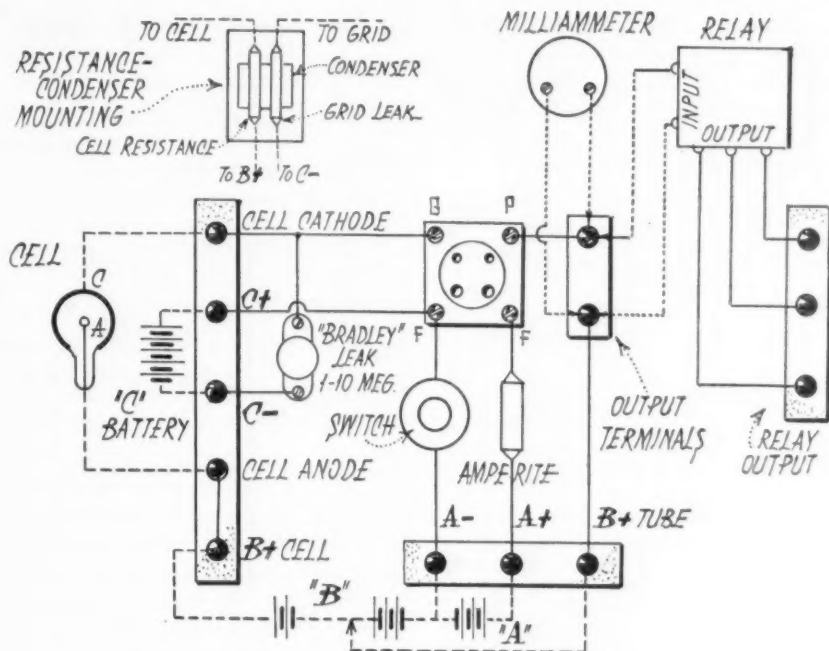 TO CELL
TO GRID
RESISTANCE-
CONDENSER
MOUNTING
CONDENSER
GRID LEAK
CELL RESISTANCE
TO B+
TO C-
MILLIAMMETER
RELAY
INPUT
OUTPUT
CELL
C
A
CELL CATHODE
C+
C-
"C"
BATTERY
CELL ANODE
B+ CELL
"BRADLEY"
LEAK
1-10 MEG.
G
P
F
F
SWITCH
AMPERITE
OUTPUT
TERMINALS
RELAY
OUTPUT
A-
A+
B+ TUBE
"B"
"A"